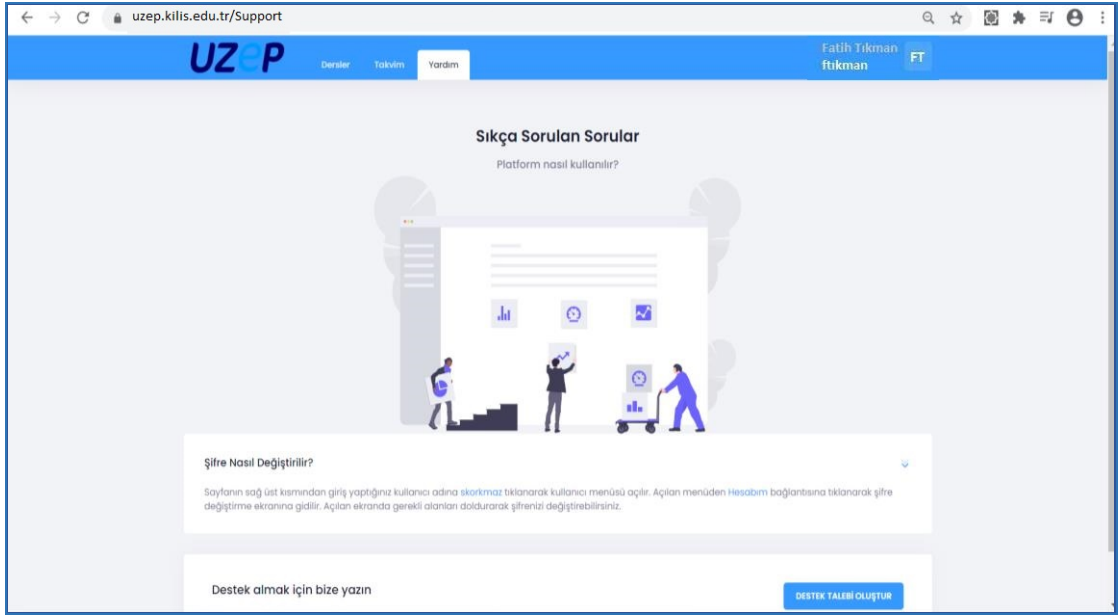 uzep.kilis.edu.tr/Support
UZEP
Dersler
Takvim
Yardım
Fatih Tıkman
ftıkman
FT
Sıkça Sorulan Sorular
Platform nasıl kullanılır?
Şifre Nasıl Değiştirilir?
Sayfanın sağ üst kısmından giriş yaptığınız kullanıcı adına skorkmaz tıklanarak kullanıcı menüsü açılır. Açılan menüden Hesabım bağlantısına tıklanarak şifre
değiştirme ekranına gidilir. Açılan ekranda gerekli alanları doldurarak şifrenizi değiştirebilirsiniz.
Destek almak için bize yazın
DESTEK TALEBİ OLUŞTUR